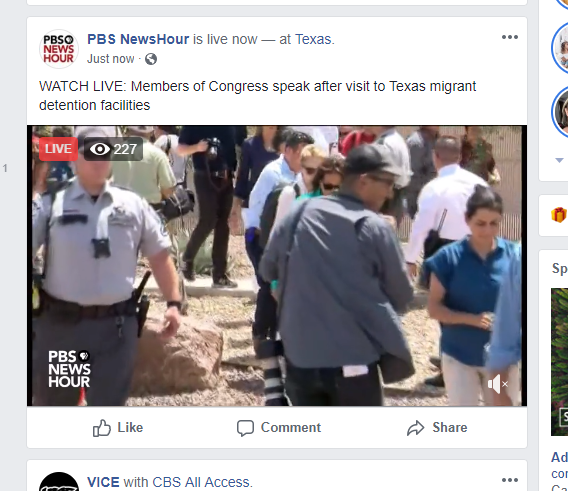 PBS
NEWS
HOUR
PBS NewsHour is live now — at Texas.
Just now ·
WATCH LIVE: Members of Congress speak after visit to Texas migrant
detention facilities
LIVE 227
1
PBS
NEWS
HOUR
Like Comment Share
Sp
S
Ad
con
Ca
VICE with CBS All Access.